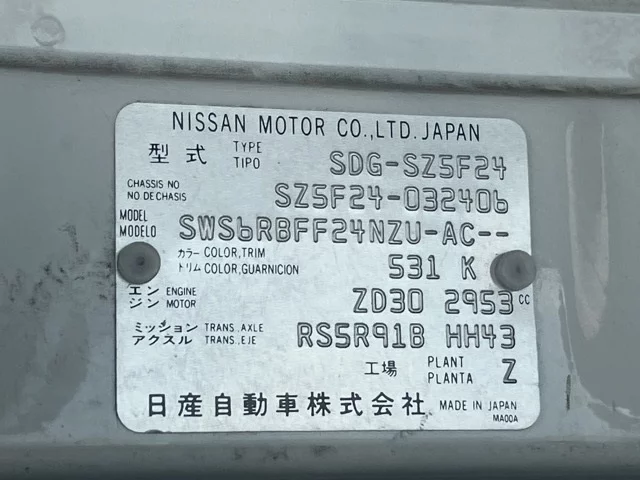 NISSAN MOTOR CO.,LTD. JAPAN
型式 TYPE TIPO SDG-SZ5F24
CHASSIS NO NO DE CHASIS SZ5F24-032406
MODEL MODELO SWS6RBFF24NZU-AC--
カラー COLOR,TRIM トリム COLOR,GUARNICION 531 K
エンジン ENGINE MOTOR ZD30 2953 cc
ミッション TRANS.AXLE アクスル TRANS.EJE RS5R91B HH43
工場 PLANT PLANTA Z
日産自動車株式会社 MADE IN JAPAN
MA00A